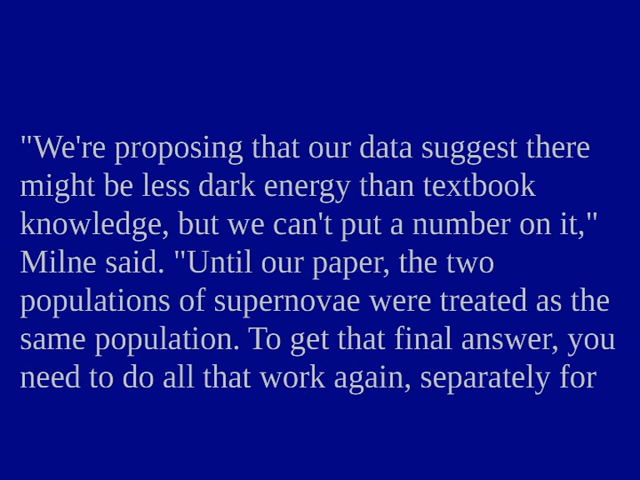 "We're proposing that our data suggest there
might be less dark energy than textbook
knowledge, but we can't put a number on it,"
Milne said. "Until our paper, the two
populations of supernovae were treated as the
same population. To get that final answer, you
need to do all that work again, separately for